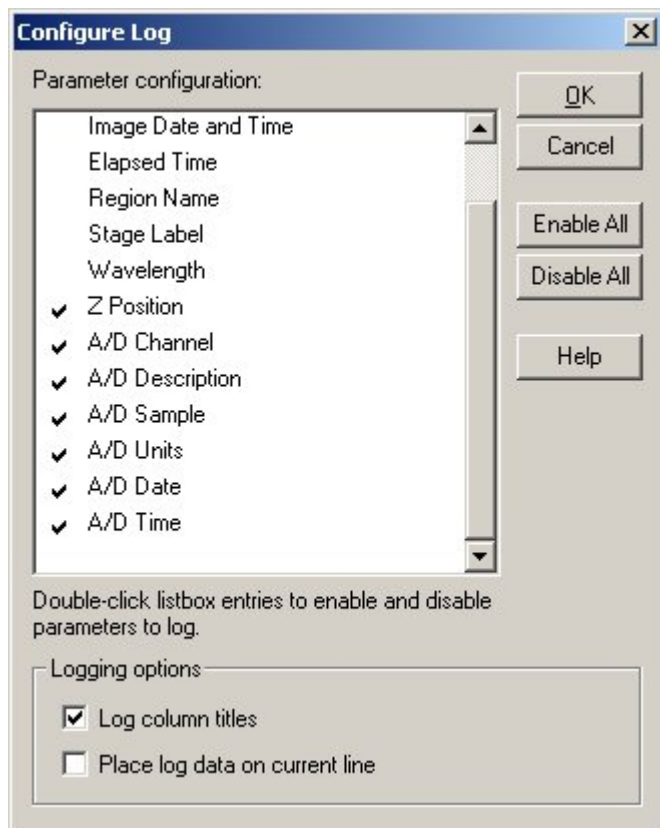 Configure Log
Parameter configuration:
OK
Cancel
Enable All
Disable All
Help
Image Date and Time
Elapsed Time
Region Name
Stage Label
Wavelength
Z Position
A/D Channel
A/D Description
A/D Sample
A/D Units
A/D Date
A/D Time
Double-click listbox entries to enable and disable
parameters to log.
Logging options
Log column titles
Place log data on current line